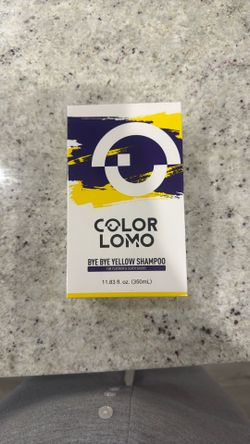 COLOR
LOMO
BYE BYE YELLOW SHAMPOO
11.83 fl. oz. (350mL)